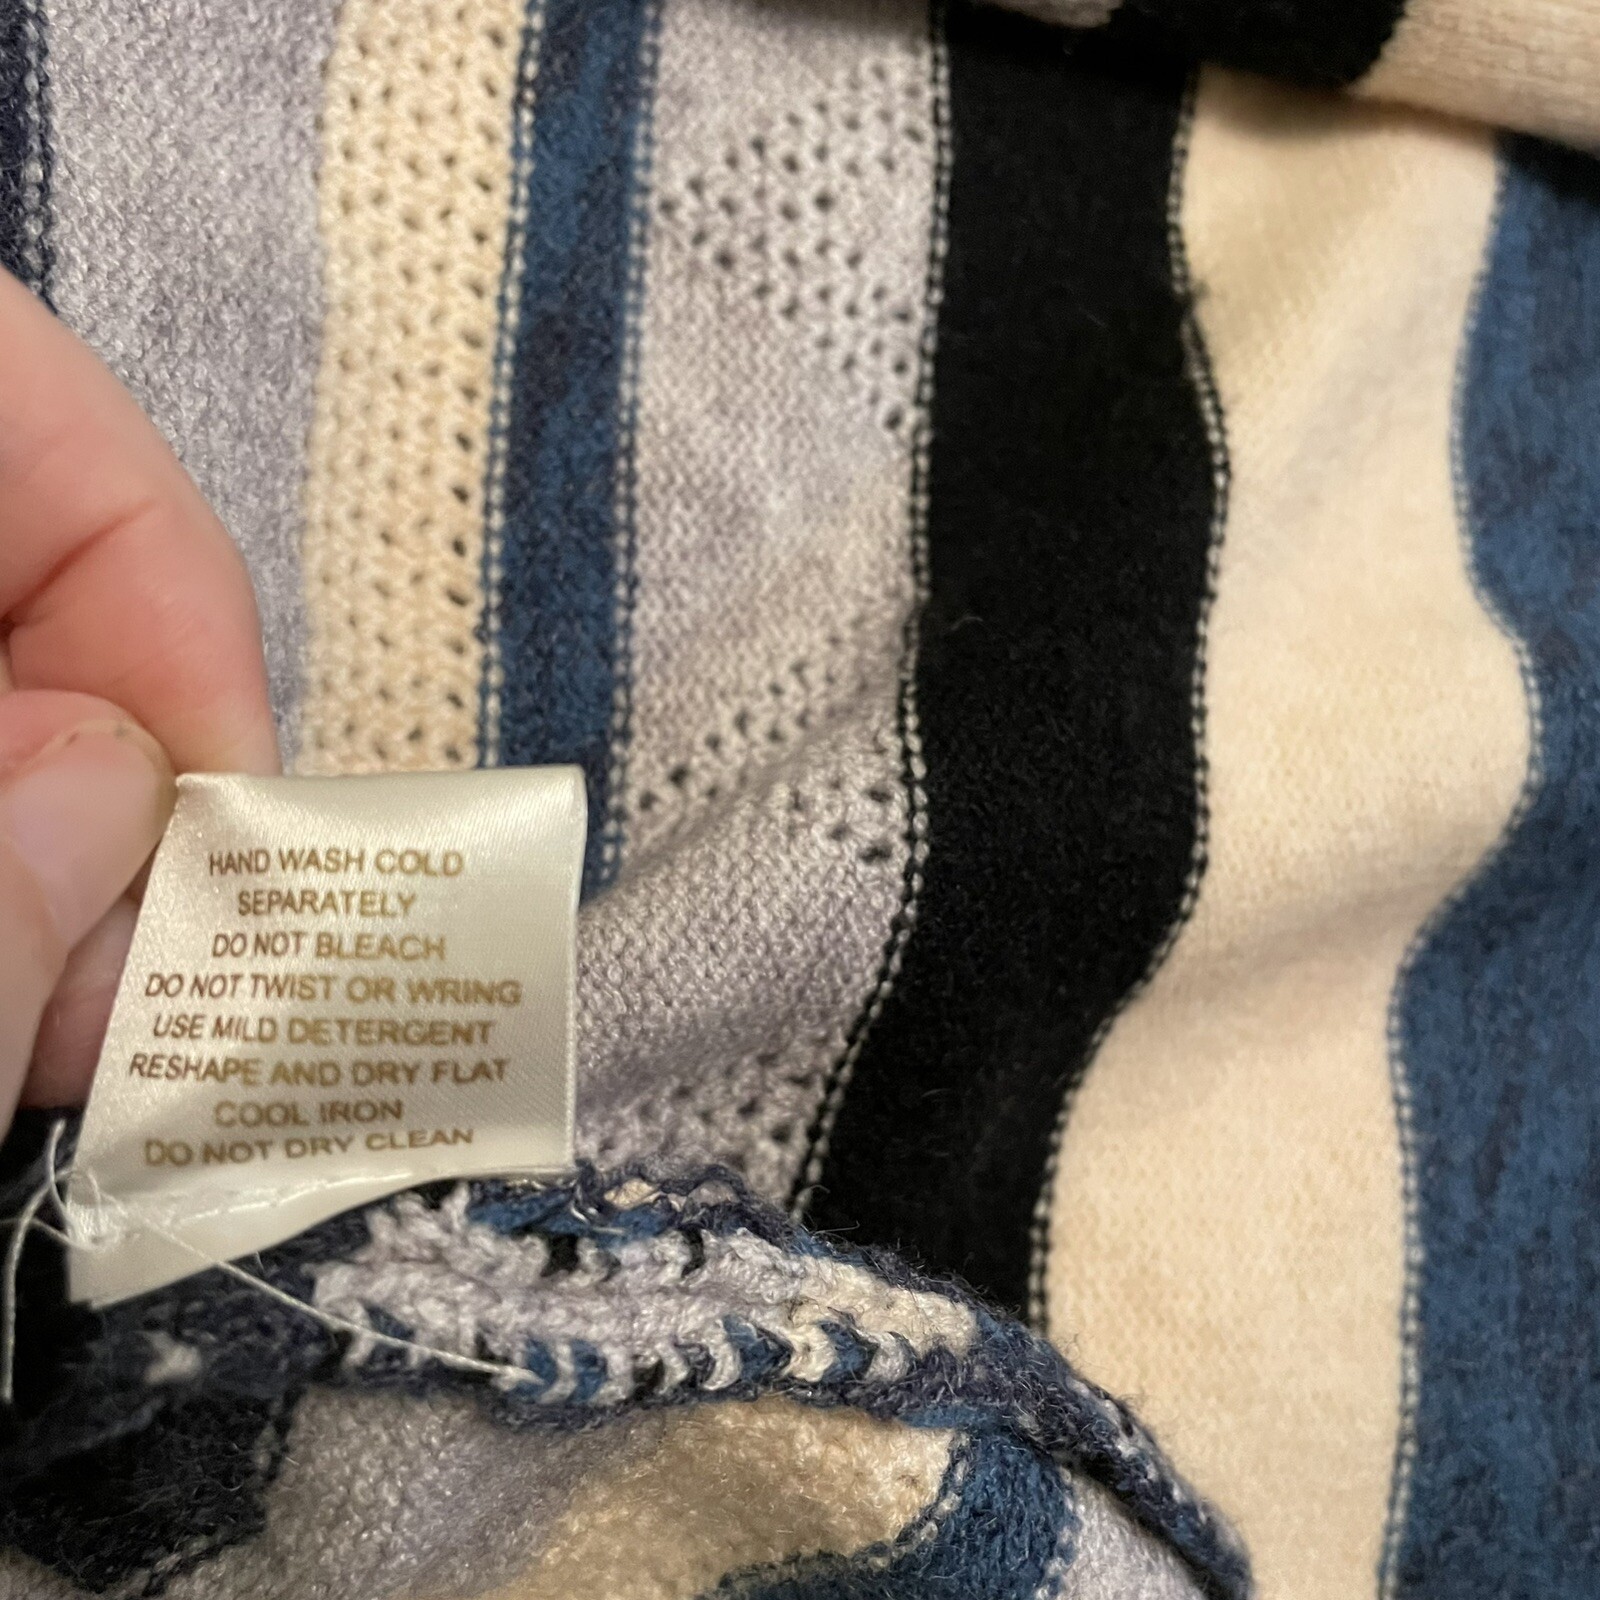 HAND WASH COLD
SEPARATELY
DO NOT BLEACH
DO NOT TWIST OR WRING
USE MILD DETERGENT
RESHAPE AND DRY FLAT
COOL IRON
DO NOT DRY CLEAN